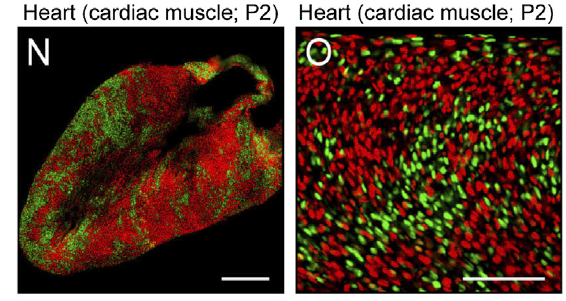 Heart (cardiac muscle; P2)
Heart (cardiac muscle; P2)
N
O